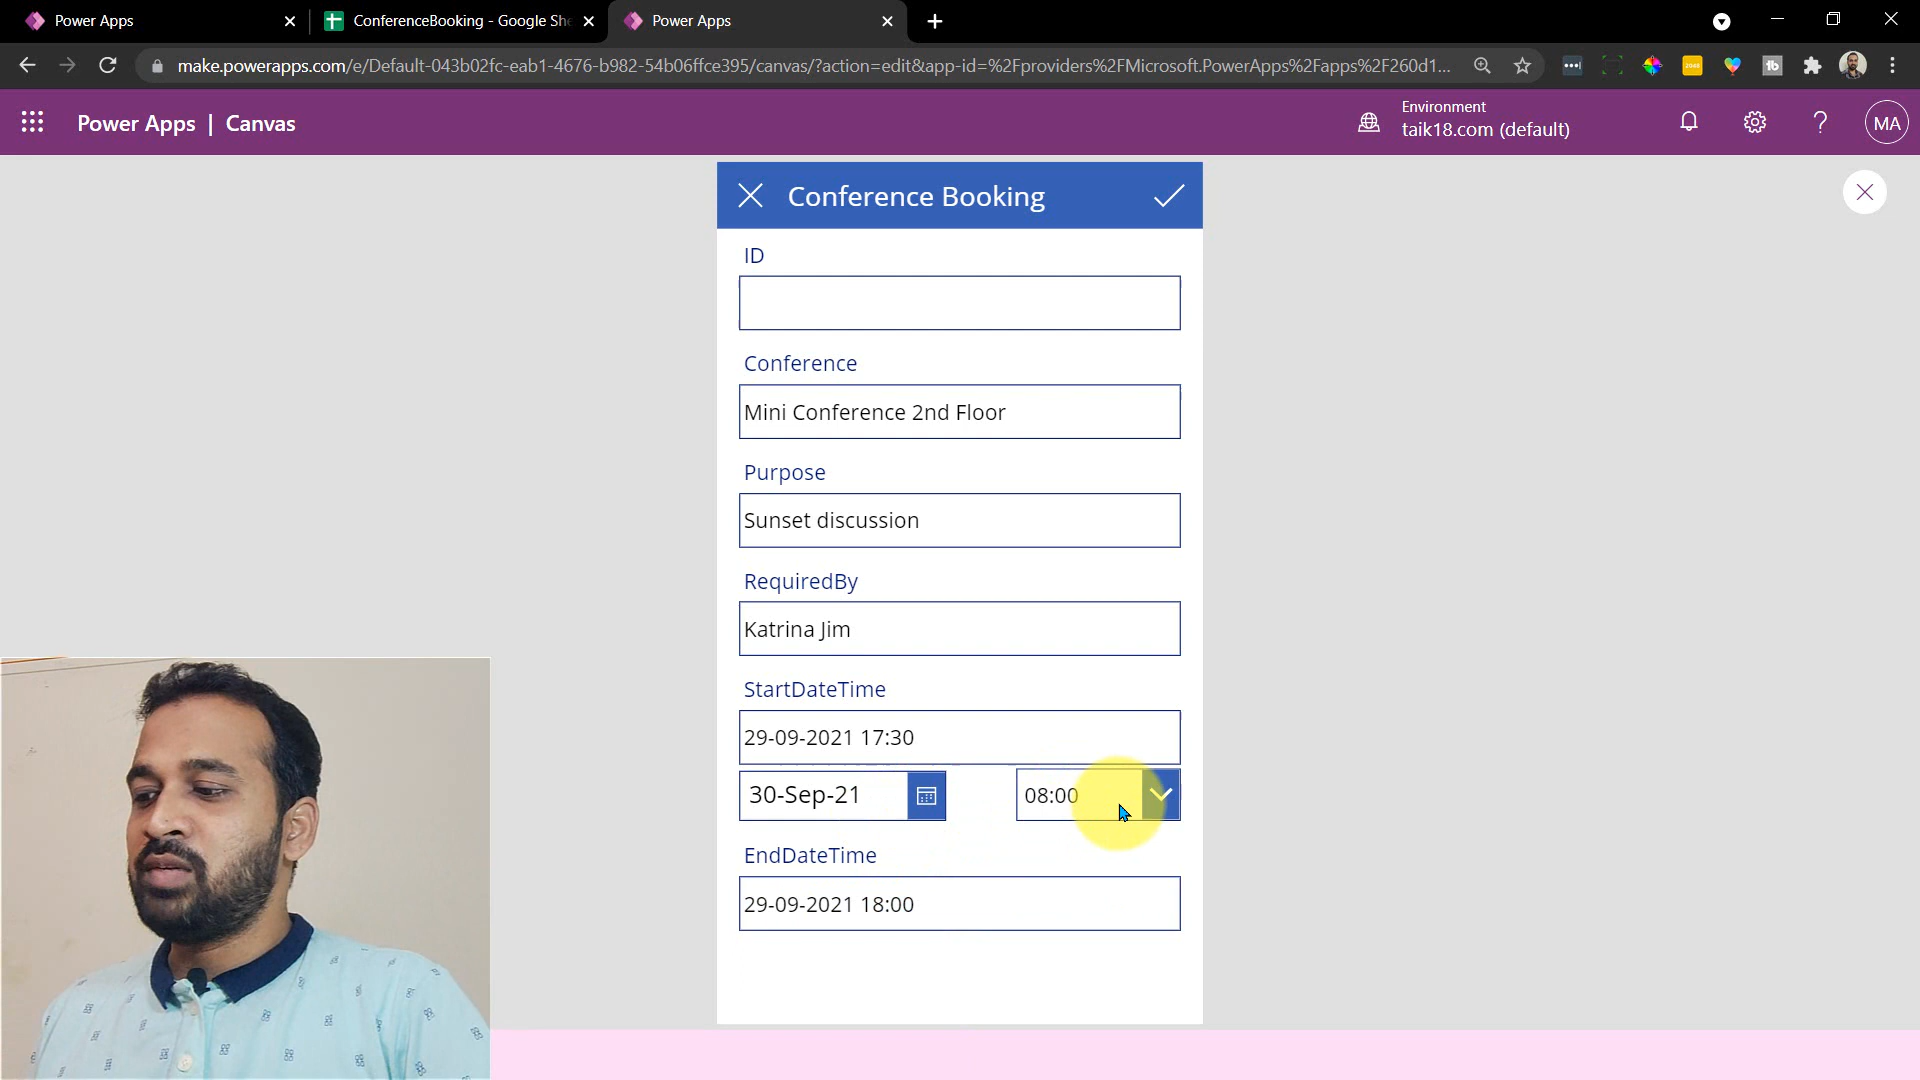 Power Apps
ConferenceBooking - Google She
Power Apps
make.powerapps.com/e/Default-043b02fc-eab1-4676-b982-54b06ffce395/canvas/?action=edit&app-id=%2Fproviders%2FMicrosoft.PowerApps%2Fapps%2F260d1...
Power Apps | Canvas
Environment
taik18.com (default)
MA
Conference Booking
ID
Conference
Mini Conference 2nd Floor
Purpose
Sunset discussion
RequiredBy
Katrina Jim
StartDateTime
29-09-2021 17:30
30-Sep-21
08:00
EndDateTime
29-09-2021 18:00